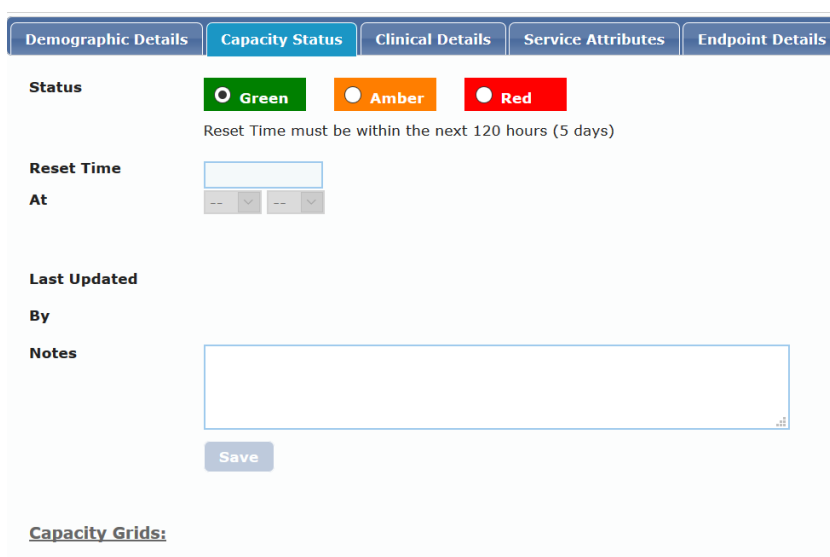 Demographic Details Capacity Status Clinical Details Service Attributes Endpoint Details
Status Green Amber Red
Reset Time must be within the next 120 hours (5 days)
Reset Time
At -- --
Last Updated
By
Notes
Save
Capacity Grids: